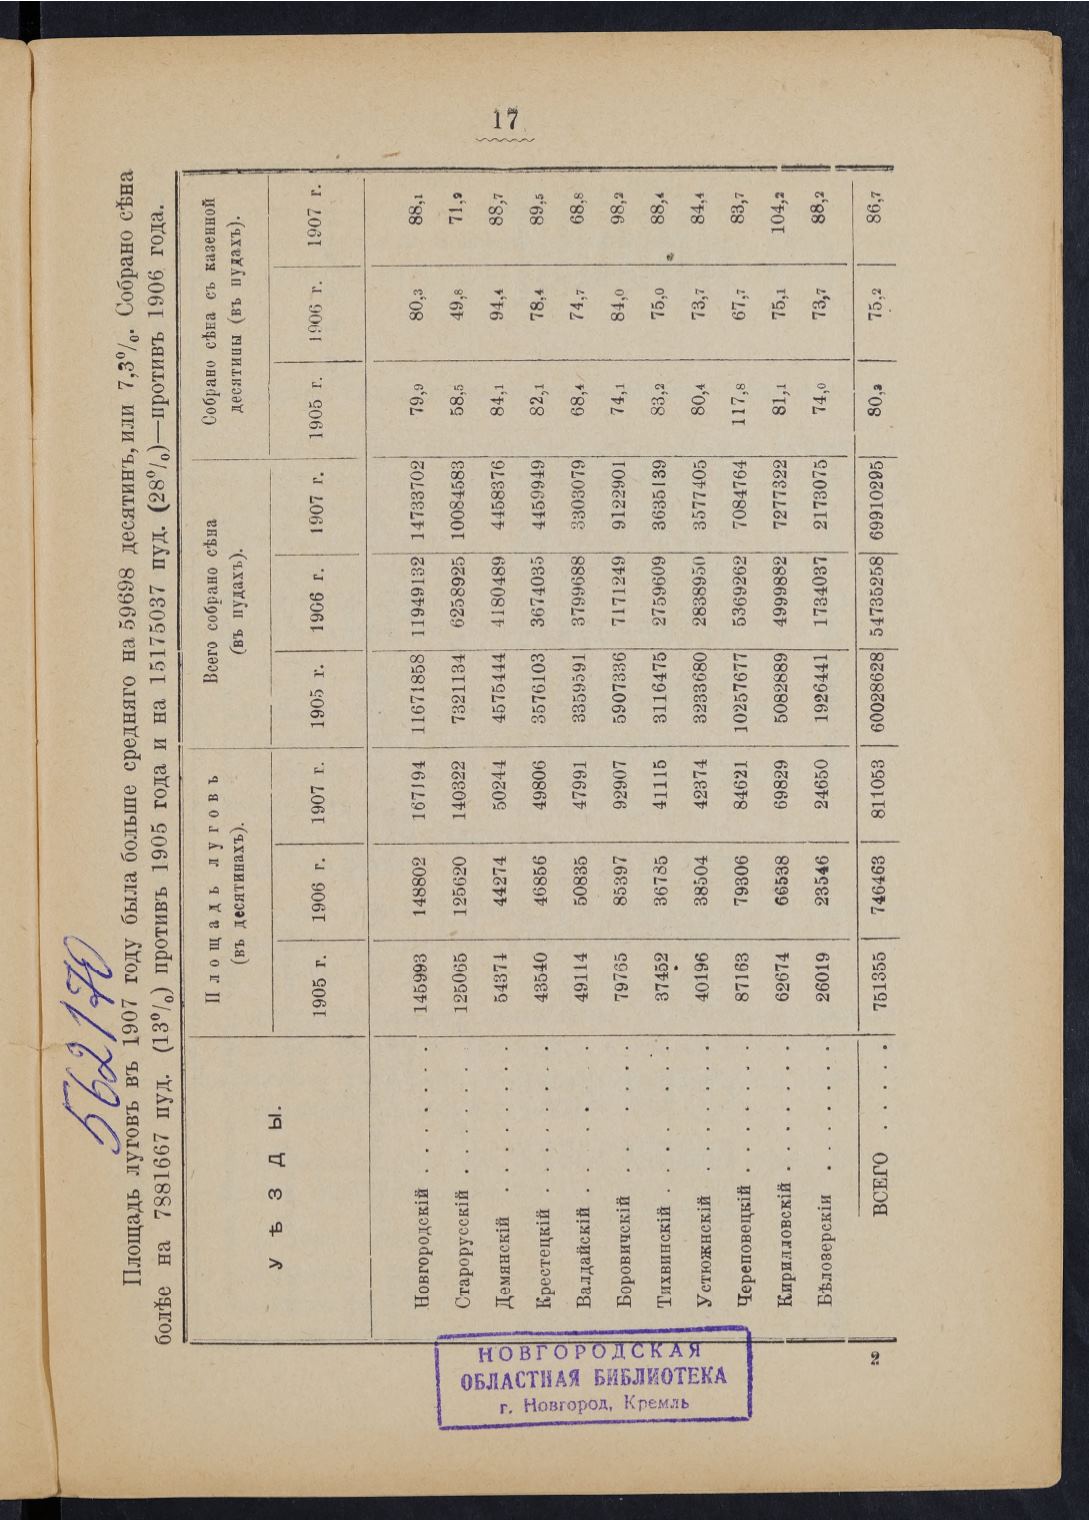 17
562170
Площадь луговъ въ 1907 году была больше средняго на 59698 десятинъ, или 7,3%. Собрано сѣна
болѣе на 7881667 пуд. (13%) противъ 1905 года и на 15175037 пуд. (28%)—противъ 1906 года.
УѢЗДЫ. Площадь луговъ (въ десятинахъ). Всего собрано сѣна (въ пудахъ). Собрано сѣна съ казенной десятины (въ пудахъ).
1905 г. 1906 г. 1907 г. 1905 г. 1906 г. 1907 г. 1905 г. 1906 г. 1907 г.
Новгородскій . . . . . . 145993 148802 167194 11671858 11949132 14733702 79,9 80,3 88,1
Старорусскій . . . . . . 125065 125620 140322 7321134 6258925 10084583 58,5 49,8 71,9
Демянскій . . . . . . 54374 44274 50244 4575444 4180489 4458376 84,1 94,4 88,7
Крестецкій . . . . . . 43540 46856 49806 3576103 3674035 4459949 82,1 78,4 89,5
Валдайскій . . . . . . 49114 50835 47991 3359591 3799688 3303079 68,4 74,7 68,8
Боровичскій . . . . . 79765 85397 92907 5907336 7171249 9122901 74,1 84,0 98,2
Тихвинскій . . . . . . 37452 36785 41115 3116475 2759609 3635139 83,2 75,0 88,4
Устюжнскій . . . . . 40196 38504 42374 3233680 2838950 3577405 80,4 73,7 84,4
Череповецкій . . . . . 87163 79306 84621 10257677 5369262 7084764 117,8 67,7 83,7
Кирилловскій . . . . . . 62674 66538 69829 5082889 4999882 7277322 81,1 75,1 104,2
Бѣлозерскіи . . . . . 26019 23546 24650 1926441 1734037 2173075 74,0 73,7 88,2
ВСЕГО . . . . . 751355 746463 811053 60028628 54735258 69910295 80,2 75,2 86,7
2
НОВГОРОДСКАЯ
ОБЛАСТНАЯ БИБЛИОТЕКА
г. Новгород, Кремль